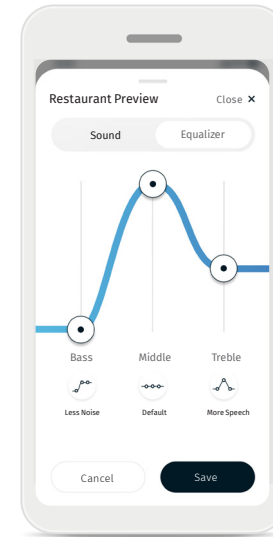 Restaurant Preview Close ×
Sound Equalizer
Bass Middle Treble
Less Noise Default More Speech
Cancel Save